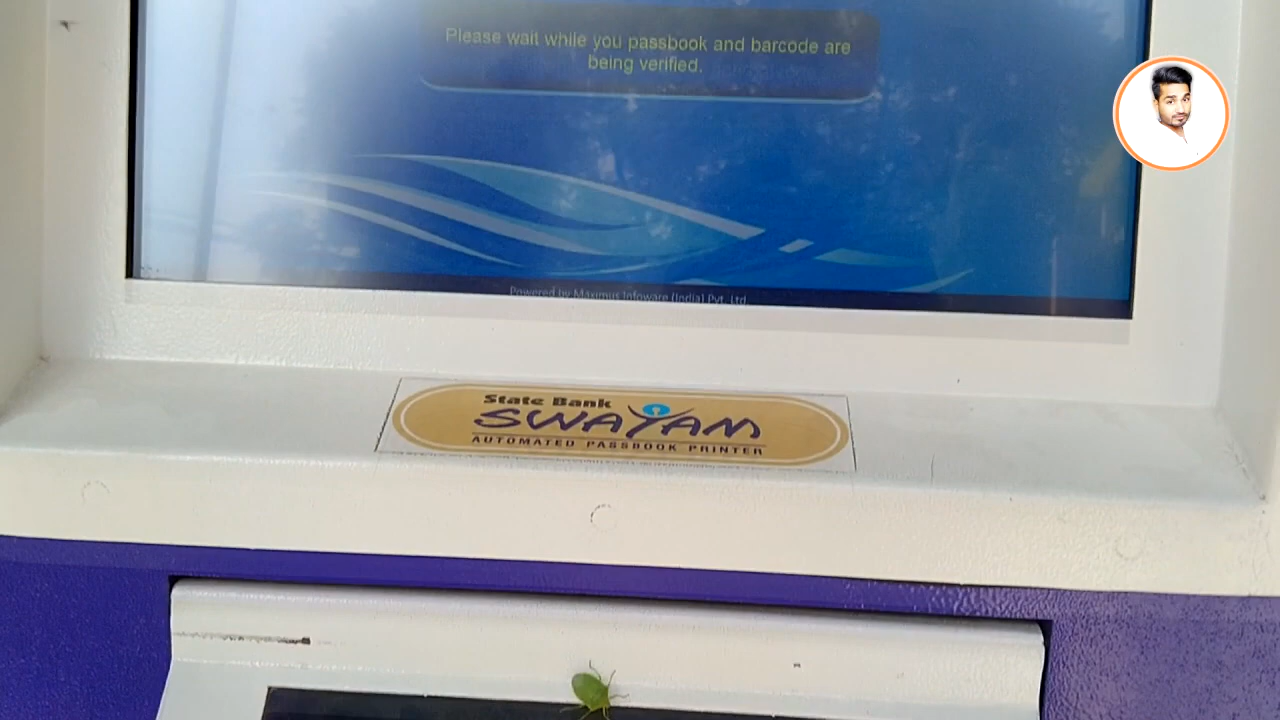 Please wait while you passbook and barcode are
being verified.
Powered by Maximus Infoware (India) Pvt. Ltd.
State Bank
SWAYAM
AUTOMATED PASSBOOK PRINTER